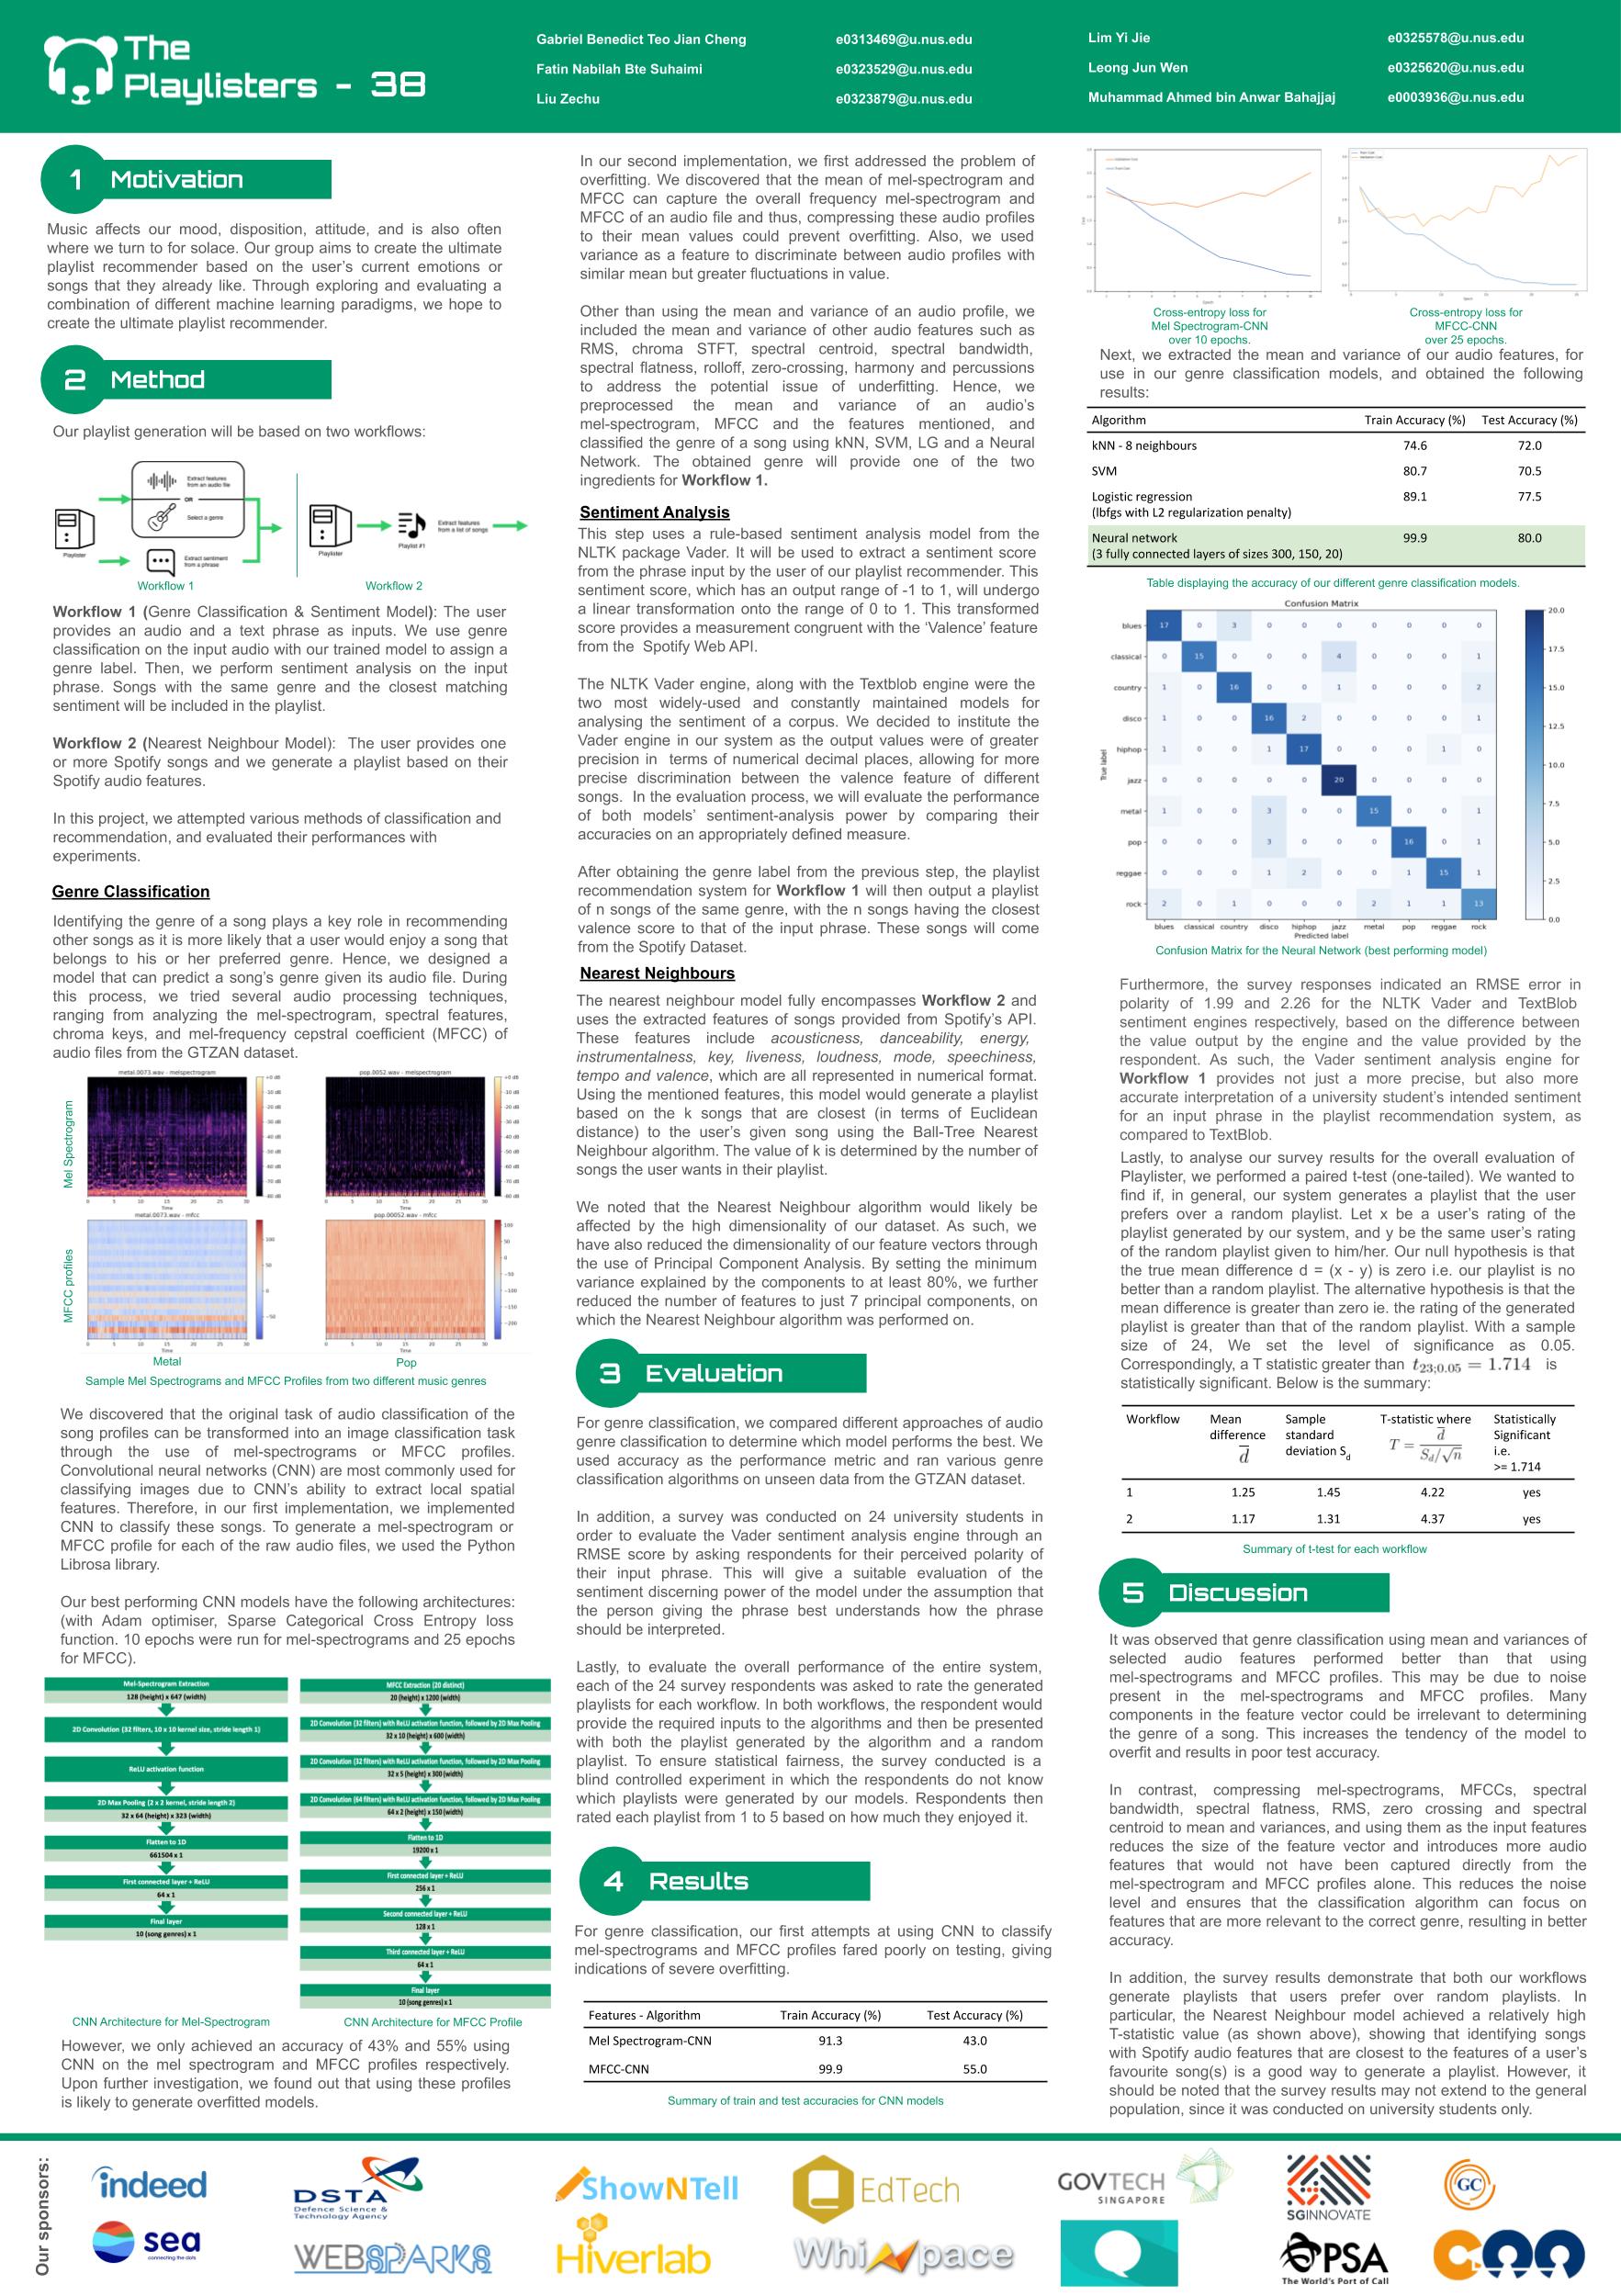 The
Playlisters - 38
Gabriel Benedict Teo Jian Cheng e0313469@u.nus.edu
Fatin Nabilah Bte Suhaimi e0323529@u.nus.edu
Liu Zechu e0323879@u.nus.edu
Lim Yi Jie e0325578@u.nus.edu
Leong Jun Wen e0325620@u.nus.edu
Muhammad Ahmed bin Anwar Bahajjaj e0003936@u.nus.edu
1 Motivation
Music affects our mood, disposition, attitude, and is also often
where we turn to for solace. Our group aims to create the ultimate
playlist recommender based on the user's current emotions or
songs that they already like. Through exploring and evaluating a
combination of different machine learning paradigms, we hope to
create the ultimate playlist recommender.
2 Method
Our playlist generation will be based on two workflows:
Extract features
from an audio file
OR
Select a genre
Playlister
Extract sentiment
from a phrase
Workflow 1
Playlister
Playlist #1
Extract features
from a list of songs
Workflow 2
Workflow 1 (Genre Classification & Sentiment Model): The user
provides an audio and a text phrase as inputs. We use genre
classification on the input audio with our trained model to assign a
genre label. Then, we perform sentiment analysis on the input
phrase. Songs with the same genre and the closest matching
sentiment will be included in the playlist.
Workflow 2 (Nearest Neighbour Model): The user provides one
or more Spotify songs and we generate a playlist based on their
Spotify audio features.
In this project, we attempted various methods of classification and
recommendation, and evaluated their performances with
experiments.
Genre Classification
Identifying the genre of a song plays a key role in recommending
other songs as it is more likely that a user would enjoy a song that
belongs to his or her preferred genre. Hence, we designed a
model that can predict a song's genre given its audio file. During
this process, we tried several audio processing techniques,
ranging from analyzing the mel-spectrogram, spectral features,
chroma keys, and mel-frequency cepstral coefficient (MFCC) of
audio files from the GTZAN dataset.
Mel Spectrogram
MFCC profiles
metal.0073.wav - melspectrogram
pop.0052.wav - melspectrogram
metal.0073.wav - mfcc
pop.00052.wav - mfcc
Metal
Pop
Sample Mel Spectrograms and MFCC Profiles from two different music genres
We discovered that the original task of audio classification of the
song profiles can be transformed into an image classification task
through the use of mel-spectrograms or MFCC profiles.
Convolutional neural networks (CNN) are most commonly used for
classifying images due to CNN's ability to extract local spatial
features. Therefore, in our first implementation, we implemented
CNN to classify these songs. To generate a mel-spectrogram or
MFCC profile for each of the raw audio files, we used the Python
Librosa library.
Our best performing CNN models have the following architectures:
(with Adam optimiser, Sparse Categorical Cross Entropy loss
function. 10 epochs were run for mel-spectrograms and 25 epochs
for MFCC).
Mel-Spectrogram Extraction
128 (height) x 647 (width)
2D Convolution (32 filters, 10 x 10 kernel size, stride length 1)
ReLU activation function
2D Max Pooling (2 x 2 kernel, stride length 2)
32 x 64 (height) x 323 (width)
Flatten to 1D
661504 x 1
First connected layer + ReLU
64 x 1
Final layer
10 (song genres) x 1
CNN Architecture for Mel-Spectrogram
MFCC Extraction (20 distinct)
20 (height) x 1200 (width)
2D Convolution (32 filters) with ReLU activation function, followed by 2D Max Pooling
32 x 10 (height) x 600 (width)
2D Convolution (32 filters) with ReLU activation function, followed by 2D Max Pooling
32 x 5 (height) x 300 (width)
2D Convolution (64 filters) with ReLU activation function, followed by 2D Max Pooling
64 x 2 (height) x 150 (width)
Flatten to 1D
19200 x 1
First connected layer + ReLU
256 x 1
Second connected layer + ReLU
128 x 1
Third connected layer + ReLU
64 x 1
Final layer
10 (song genres) x 1
CNN Architecture for MFCC Profile
However, we only achieved an accuracy of 43% and 55% using
CNN on the mel spectrogram and MFCC profiles respectively.
Upon further investigation, we found out that using these profiles
is likely to generate overfitted models.
In our second implementation, we first addressed the problem of
overfitting. We discovered that the mean of mel-spectrogram and
MFCC can capture the overall frequency mel-spectrogram and
MFCC of an audio file and thus, compressing these audio profiles
to their mean values could prevent overfitting. Also, we used
variance as a feature to discriminate between audio profiles with
similar mean but greater fluctuations in value.
Other than using the mean and variance of an audio profile, we
included the mean and variance of other audio features such as
RMS, chroma STFT, spectral centroid, spectral bandwidth,
spectral flatness, rolloff, zero-crossing, harmony and percussions
to address the potential issue of underfitting. Hence, we
preprocessed the mean and variance of an audio's
mel-spectrogram, MFCC and the features mentioned, and
classified the genre of a song using kNN, SVM, LG and a Neural
Network. The obtained genre will provide one of the two
ingredients for Workflow 1.
Sentiment Analysis
This step uses a rule-based sentiment analysis model from the
NLTK package Vader. It will be used to extract a sentiment score
from the phrase input by the user of our playlist recommender. This
sentiment score, which has an output range of -1 to 1, will undergo
a linear transformation onto the range of 0 to 1. This transformed
score provides a measurement congruent with the 'Valence' feature
from the Spotify Web API.
The NLTK Vader engine, along with the Textblob engine were the
two most widely-used and constantly maintained models for
analysing the sentiment of a corpus. We decided to institute the
Vader engine in our system as the output values were of greater
precision in terms of numerical decimal places, allowing for more
precise discrimination between the valence feature of different
songs. In the evaluation process, we will evaluate the performance
of both models' sentiment-analysis power by comparing their
accuracies on an appropriately defined measure.
After obtaining the genre label from the previous step, the playlist
recommendation system for Workflow 1 will then output a playlist
of n songs of the same genre, with the n songs having the closest
valence score to that of the input phrase. These songs will come
from the Spotify Dataset.
Nearest Neighbours
The nearest neighbour model fully encompasses Workflow 2 and
uses the extracted features of songs provided from Spotify's API.
These features include acousticness, danceability, energy,
instrumentalness, key, liveness, loudness, mode, speechiness,
tempo and valence, which are all represented in numerical format.
Using the mentioned features, this model would generate a playlist
based on the k songs that are closest (in terms of Euclidean
distance) to the user's given song using the Ball-Tree Nearest
Neighbour algorithm. The value of k is determined by the number of
songs the user wants in their playlist.
We noted that the Nearest Neighbour algorithm would likely be
affected by the high dimensionality of our dataset. As such, we
have also reduced the dimensionality of our feature vectors through
the use of Principal Component Analysis. By setting the minimum
variance explained by the components to at least 80%, we further
reduced the number of features to just 7 principal components, on
which the Nearest Neighbour algorithm was performed on.
3 Evaluation
For genre classification, we compared different approaches of audio
genre classification to determine which model performs the best. We
used accuracy as the performance metric and ran various genre
classification algorithms on unseen data from the GTZAN dataset.
In addition, a survey was conducted on 24 university students in
order to evaluate the Vader sentiment analysis engine through an
RMSE score by asking respondents for their perceived polarity of
their input phrase. This will give a suitable evaluation of the
sentiment discerning power of the model under the assumption that
the person giving the phrase best understands how the phrase
should be interpreted.
Lastly, to evaluate the overall performance of the entire system,
each of the 24 survey respondents was asked to rate the generated
playlists for each workflow. In both workflows, the respondent would
provide the required inputs to the algorithms and then be presented
with both the playlist generated by the algorithm and a random
playlist. To ensure statistical fairness, the survey conducted is a
blind controlled experiment in which the respondents do not know
which playlists were generated by our models. Respondents then
rated each playlist from 1 to 5 based on how much they enjoyed it.
4 Results
For genre classification, our first attempts at using CNN to classify
mel-spectrograms and MFCC profiles fared poorly on testing, giving
indications of severe overfitting.
Features - Algorithm Train Accuracy (%) Test Accuracy (%)
Mel Spectrogram-CNN 91.3 43.0
MFCC-CNN 99.9 55.0
Summary of train and test accuracies for CNN models
Cross-entropy loss for
Mel Spectrogram-CNN
over 10 epochs.
Cross-entropy loss for
MFCC-CNN
over 25 epochs.
Next, we extracted the mean and variance of our audio features, for
use in our genre classification models, and obtained the following
results:
Algorithm Train Accuracy (%) Test Accuracy (%)
kNN - 8 neighbours 74.6 72.0
SVM 80.7 70.5
Logistic regression 89.1 77.5
(lbfgs with L2 regularization penalty)
Neural network 99.9 80.0
(3 fully connected layers of sizes 300, 150, 20)
Table displaying the accuracy of our different genre classification models.
Confusion Matrix
True label
blues 17 0 3 0 0 0 0 0 0 0
classical 0 15 0 0 0 4 0 0 0 1
country 1 0 16 0 0 1 0 0 0 2
disco 1 0 0 16 2 0 0 0 0 1
hiphop 1 0 0 1 17 0 0 0 1 0
jazz 0 0 0 0 0 20 0 0 0 0
metal 1 0 0 3 0 0 15 0 0 1
pop 0 0 0 3 0 0 0 16 0 1
reggae 0 0 0 1 2 0 0 1 15 1
rock 2 0 1 0 0 0 2 1 1 13
blues classical country disco hiphop jazz metal pop reggae rock
Predicted label
20.0
17.5
15.0
12.5
10.0
7.5
5.0
2.5
0.0
Confusion Matrix for the Neural Network (best performing model)
Furthermore, the survey responses indicated an RMSE error in
polarity of 1.99 and 2.26 for the NLTK Vader and TextBlob
sentiment engines respectively, based on the difference between
the value output by the engine and the value provided by the
respondent. As such, the Vader sentiment analysis engine for
Workflow 1 provides not just a more precise, but also more
accurate interpretation of a university student's intended sentiment
for an input phrase in the playlist recommendation system, as
compared to TextBlob.
Lastly, to analyse our survey results for the overall evaluation of
Playlister, we performed a paired t-test (one-tailed). We wanted to
find if, in general, our system generates a playlist that the user
prefers over a random playlist. Let x be a user's rating of the
playlist generated by our system, and y be the same user's rating
of the random playlist given to him/her. Our null hypothesis is that
the true mean difference d = (x - y) is zero i.e. our playlist is no
better than a random playlist. The alternative hypothesis is that the
mean difference is greater than zero ie. the rating of the generated
playlist is greater than that of the random playlist. With a sample
size of 24, We set the level of significance as 0.05.
Correspondingly, a T statistic greater than t23;0.05 = 1.714 is
statistically significant. Below is the summary:
Workflow Mean difference d̅ Sample standard deviation Sd T-statistic where T = d̅ / (Sd/√n) Statistically Significant i.e. >= 1.714
1 1.25 1.45 4.22 yes
2 1.17 1.31 4.37 yes
Summary of t-test for each workflow
5 Discussion
It was observed that genre classification using mean and variances of
selected audio features performed better than that using
mel-spectrograms and MFCC profiles. This may be due to noise
present in the mel-spectrograms and MFCC profiles. Many
components in the feature vector could be irrelevant to determining
the genre of a song. This increases the tendency of the model to
overfit and results in poor test accuracy.
In contrast, compressing mel-spectrograms, MFCCs, spectral
bandwidth, spectral flatness, RMS, zero crossing and spectral
centroid to mean and variances, and using them as the input features
reduces the size of the feature vector and introduces more audio
features that would not have been captured directly from the
mel-spectrogram and MFCC profiles alone. This reduces the noise
level and ensures that the classification algorithm can focus on
features that are more relevant to the correct genre, resulting in better
accuracy.
In addition, the survey results demonstrate that both our workflows
generate playlists that users prefer over random playlists. In
particular, the Nearest Neighbour model achieved a relatively high
T-statistic value (as shown above), showing that identifying songs
with Spotify audio features that are closest to the features of a user's
favourite song(s) is a good way to generate a playlist. However, it
should be noted that the survey results may not extend to the general
population, since it was conducted on university students only.
Our sponsors:
indeed
sea
connecting the dots
DSTA
Defence Science &
Technology Agency
WEBSPARKS
ShowNTell
Hiverlab
EdTech
Whizpace
GOVTECH
SINGAPORE
SGINNOVATE
PSA
The World's Port of Call
GC